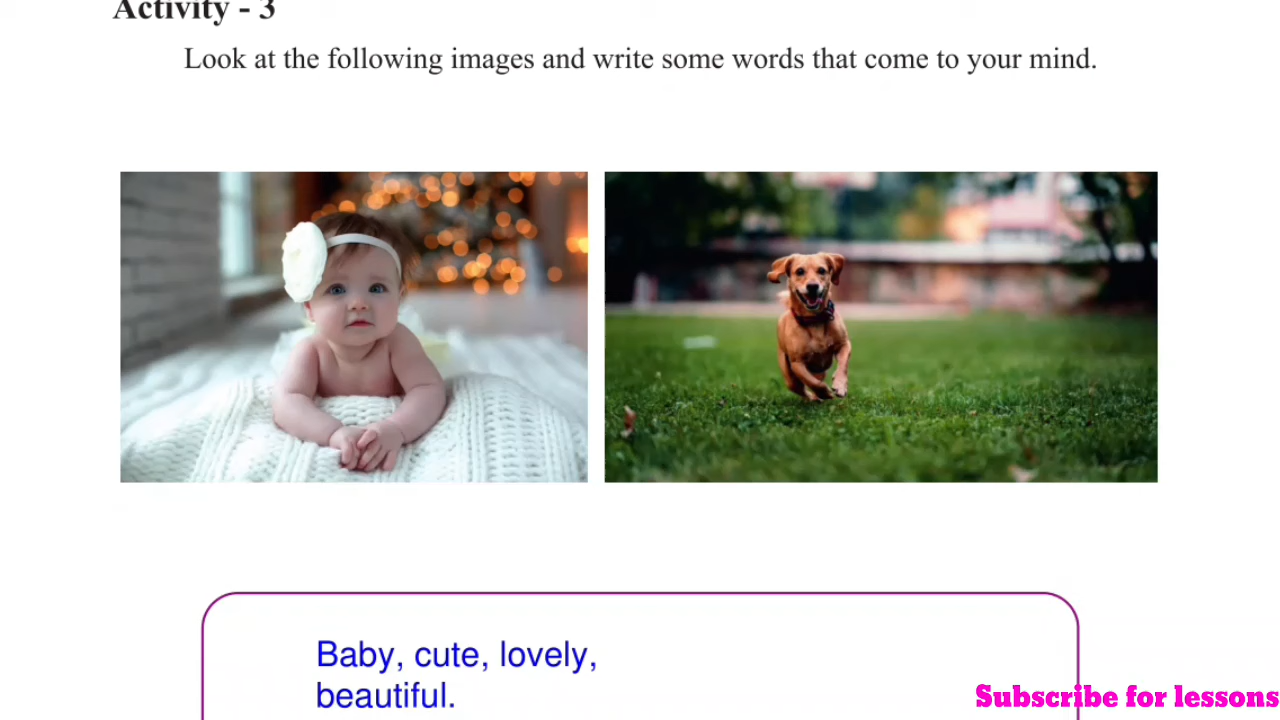 Activity - 3
Look at the following images and write some words that come to your mind.
Baby, cute, lovely,
beautiful.
Subscribe for lessons